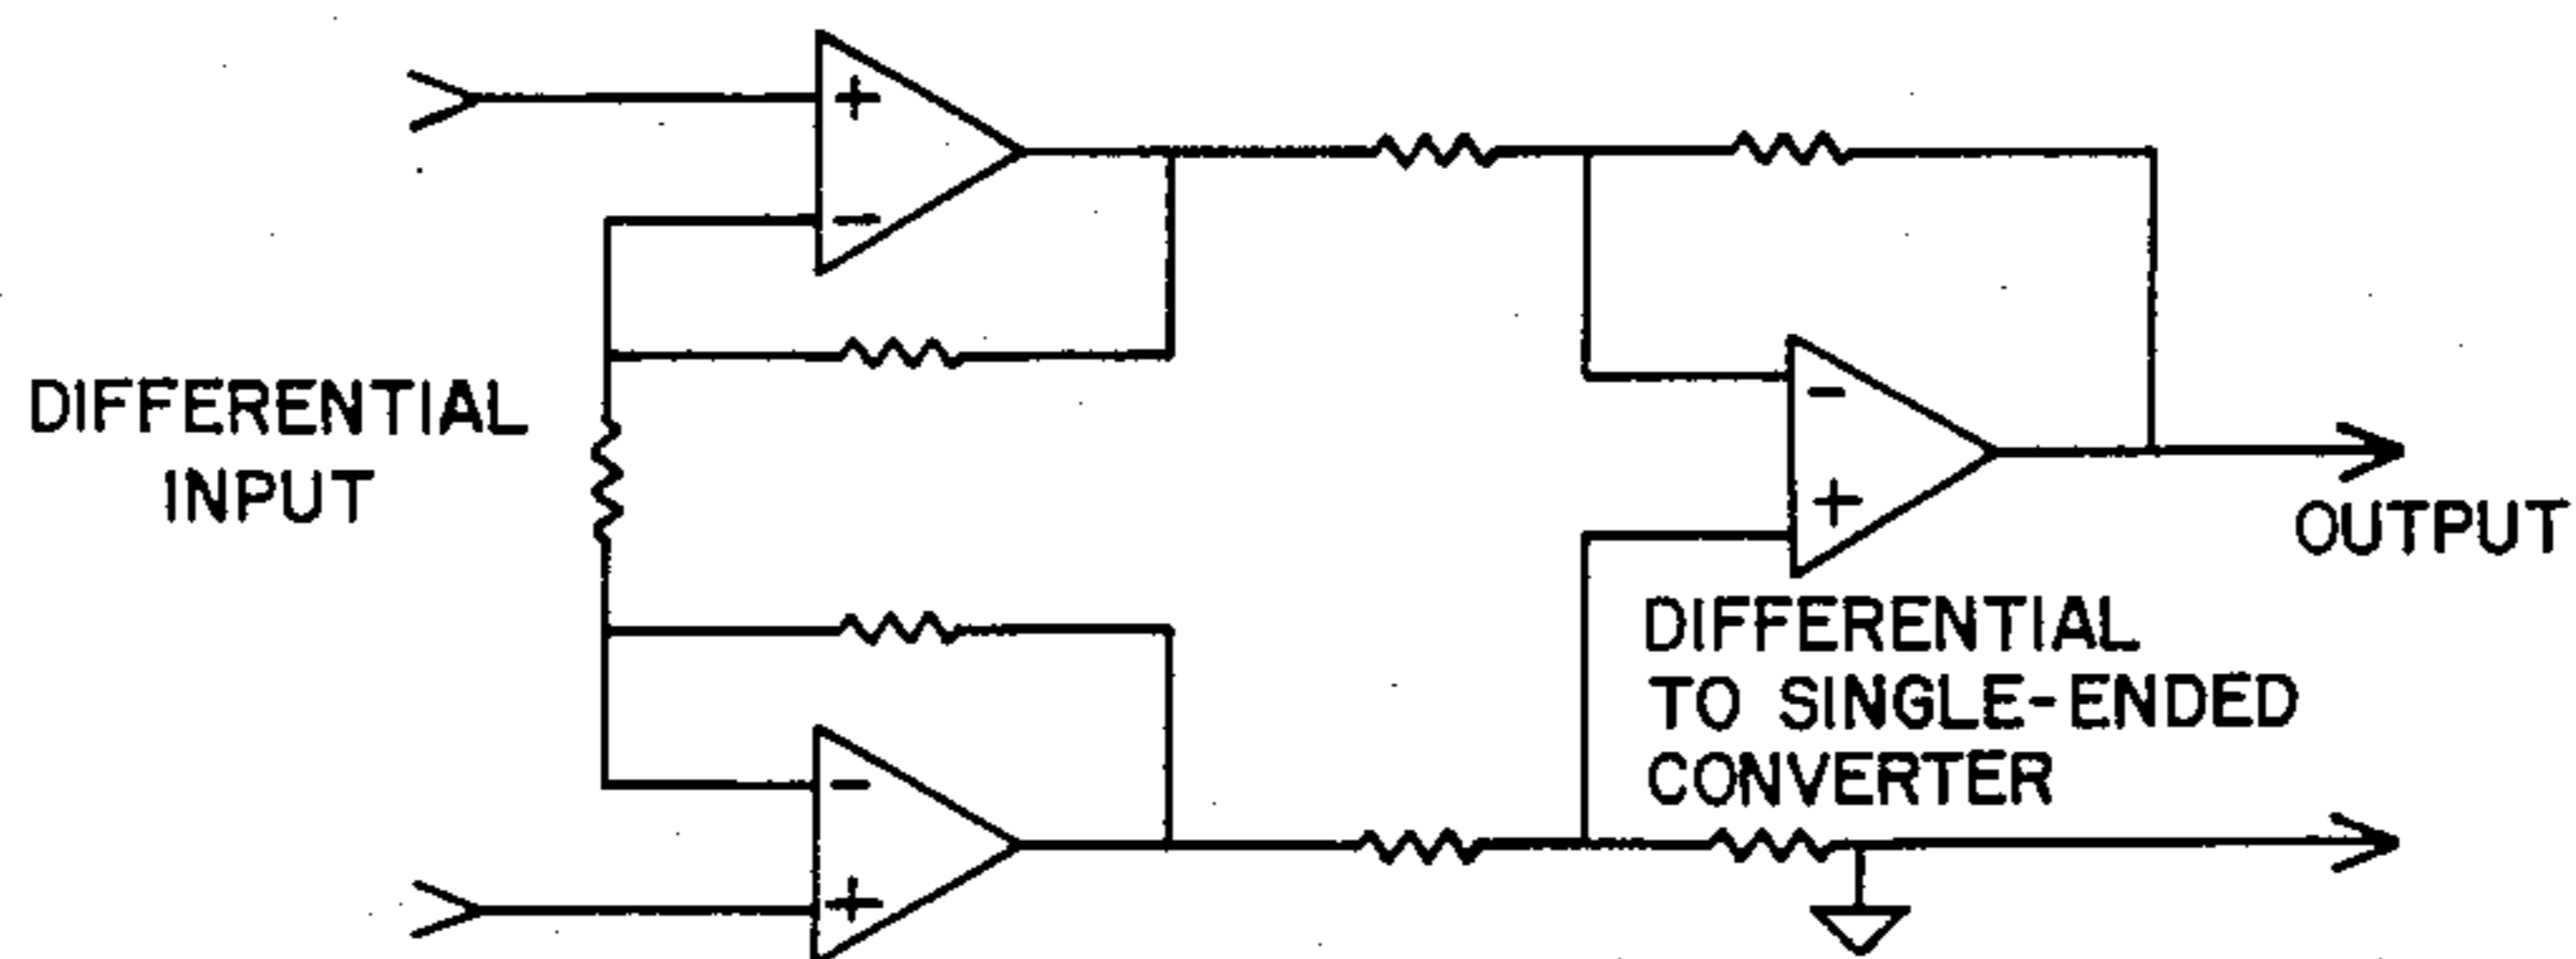 +
−
DIFFERENTIAL
INPUT
−
+
OUTPUT
DIFFERENTIAL
TO SINGLE-ENDED
CONVERTER
−
+